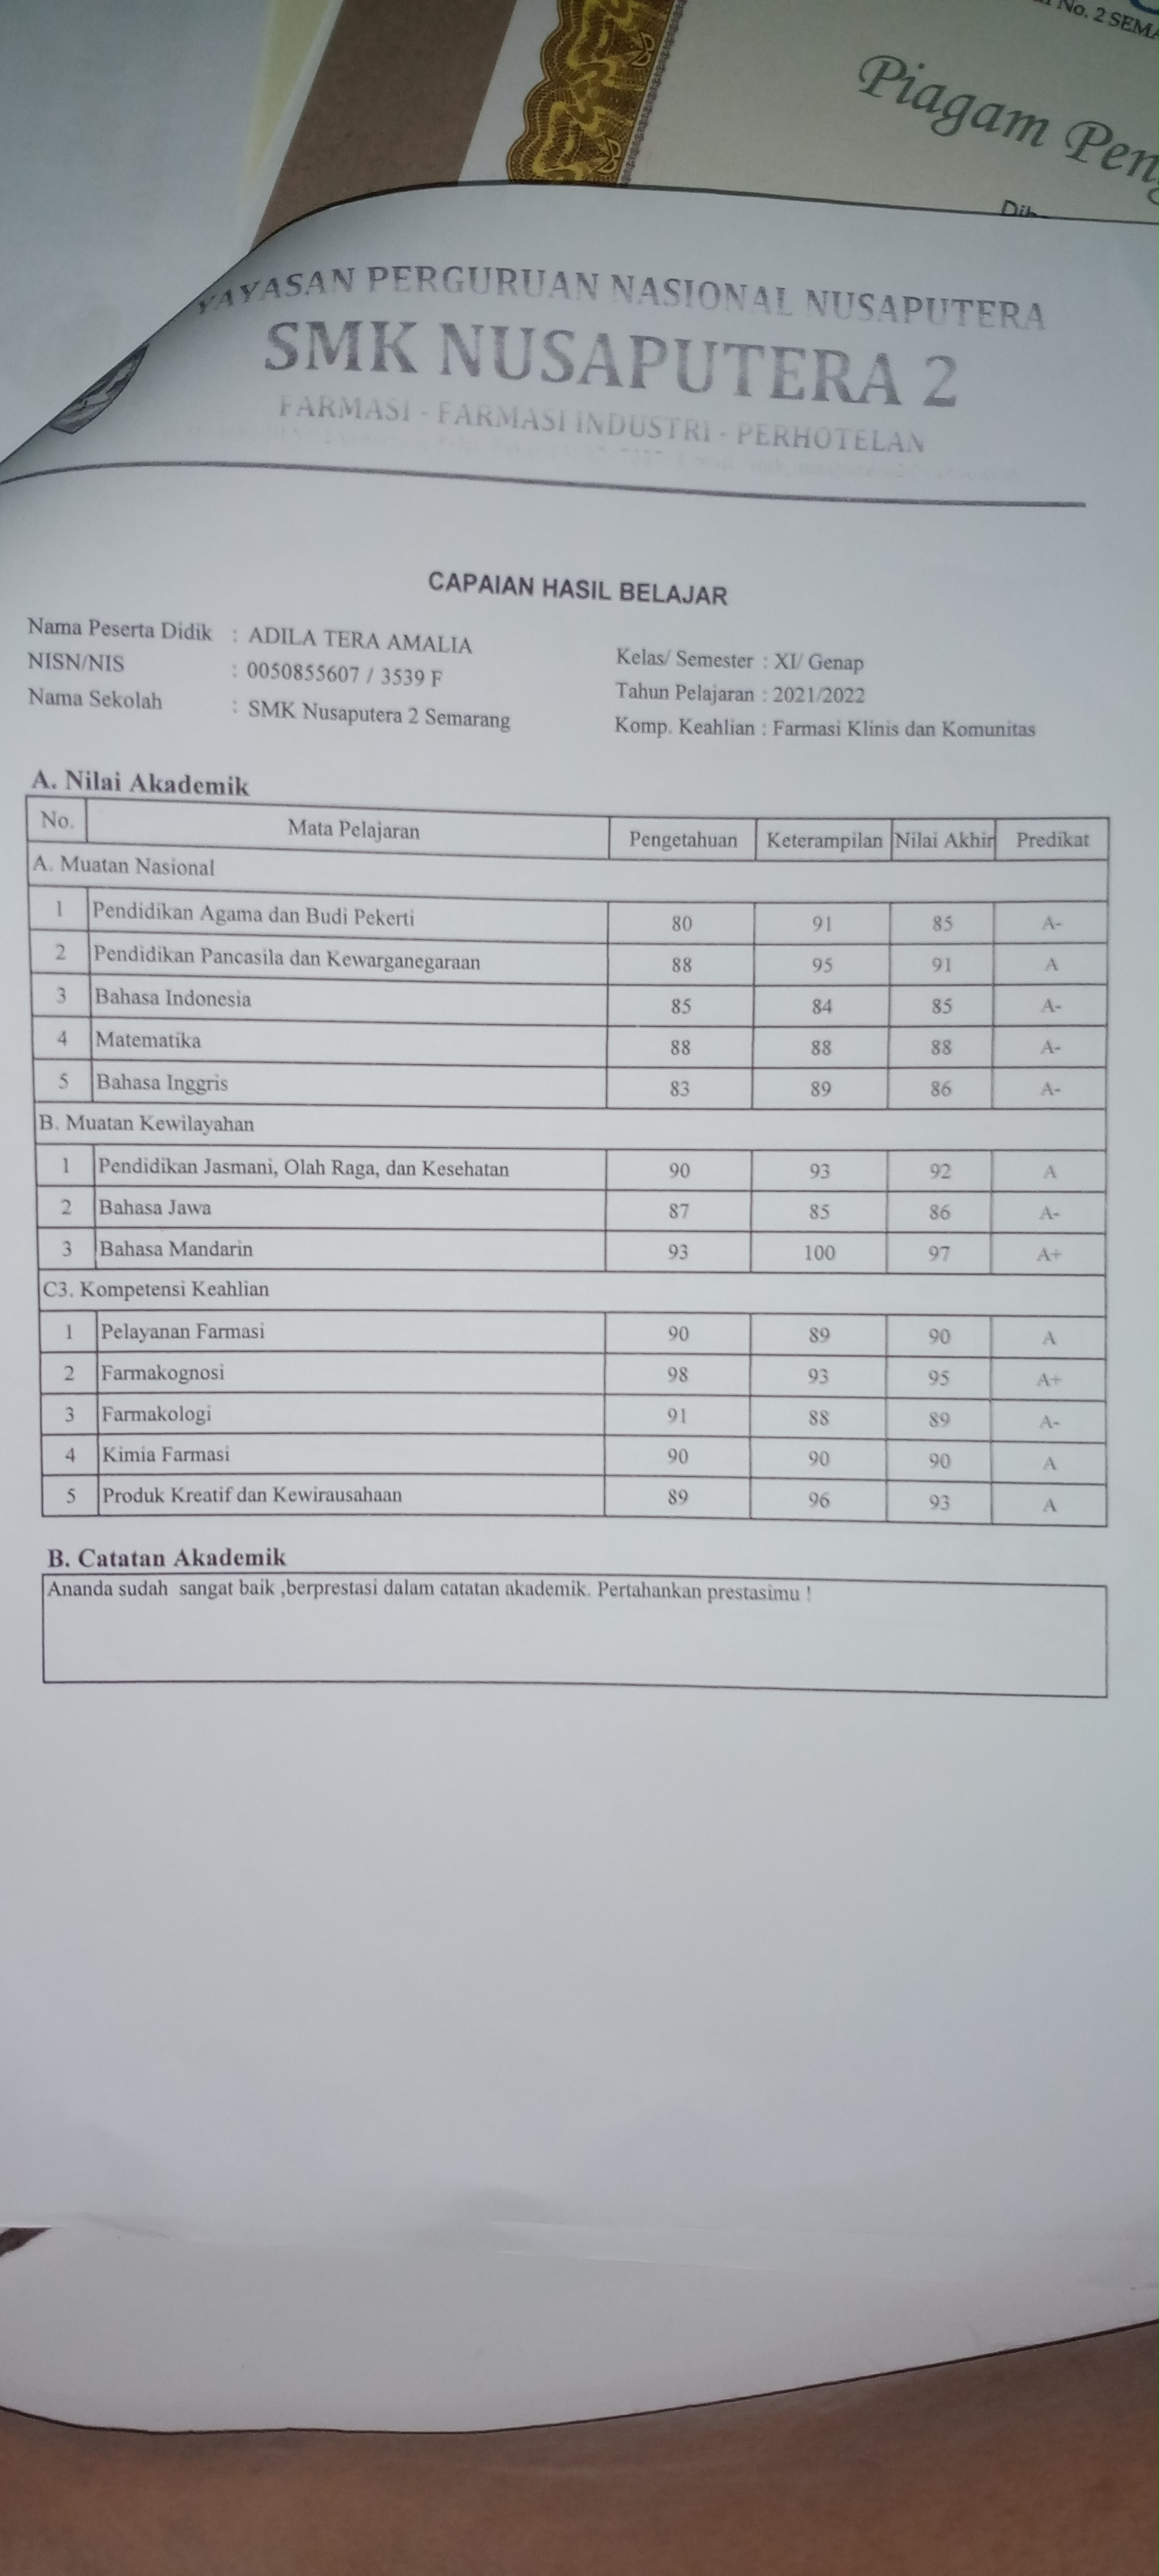 No. 2 SEMA
Piagam Peng
Dib
YAYASAN PERGURUAN NASIONAL NUSAPUTERA
SMK NUSAPUTERA 2
FARMASI - FARMASI INDUSTRI - PERHOTELAN
CAPAIAN HASIL BELAJAR
Nama Peserta Didik : ADILA TERA AMALIA
NISN/NIS : 0050855607 / 3539 F
Nama Sekolah : SMK Nusaputera 2 Semarang
Kelas/ Semester : XI/ Genap
Tahun Pelajaran : 2021/2022
Komp. Keahlian : Farmasi Klinis dan Komunitas
A. Nilai Akademik
No. Mata Pelajaran Pengetahuan Keterampilan Nilai Akhir Predikat
A. Muatan Nasional
1 Pendidikan Agama dan Budi Pekerti 80 91 85 A-
2 Pendidikan Pancasila dan Kewarganegaraan 88 95 91 A
3 Bahasa Indonesia 85 84 85 A-
4 Matematika 88 88 88 A-
5 Bahasa Inggris 83 89 86 A-
B. Muatan Kewilayahan
1 Pendidikan Jasmani, Olah Raga, dan Kesehatan 90 93 92 A
2 Bahasa Jawa 87 85 86 A-
3 Bahasa Mandarin 93 100 97 A+
C3. Kompetensi Keahlian
1 Pelayanan Farmasi 90 89 90 A
2 Farmakognosi 98 93 95 A+
3 Farmakologi 91 88 89 A-
4 Kimia Farmasi 90 90 90 A
5 Produk Kreatif dan Kewirausahaan 89 96 93 A
B. Catatan Akademik
Ananda sudah  sangat baik ,berprestasi dalam catatan akademik. Pertahankan prestasimu !